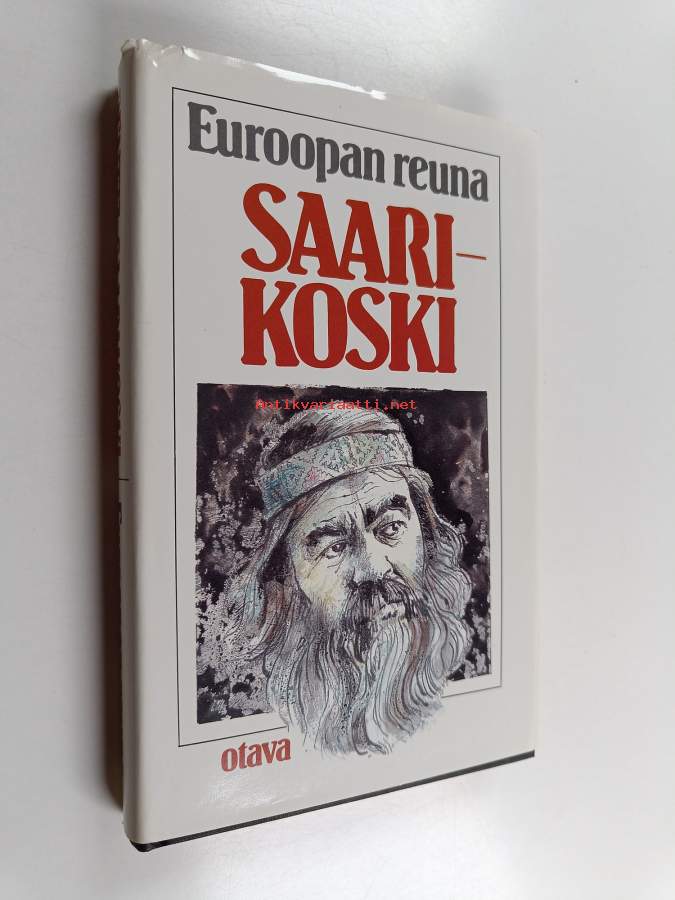 Euroopan reuna
SAARI-
KOSKI
Antikvariaatti.net
otava